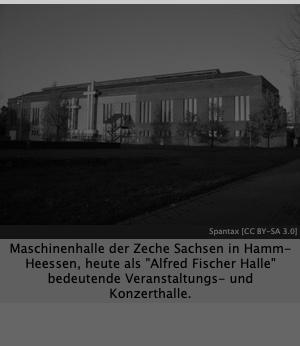 Spantax [CC BY-SA 3.0]
Maschinenhalle der Zeche Sachsen in Hamm-
Heessen, heute als "Alfred Fischer Halle"
bedeutende Veranstaltungs- und
Konzerthalle.